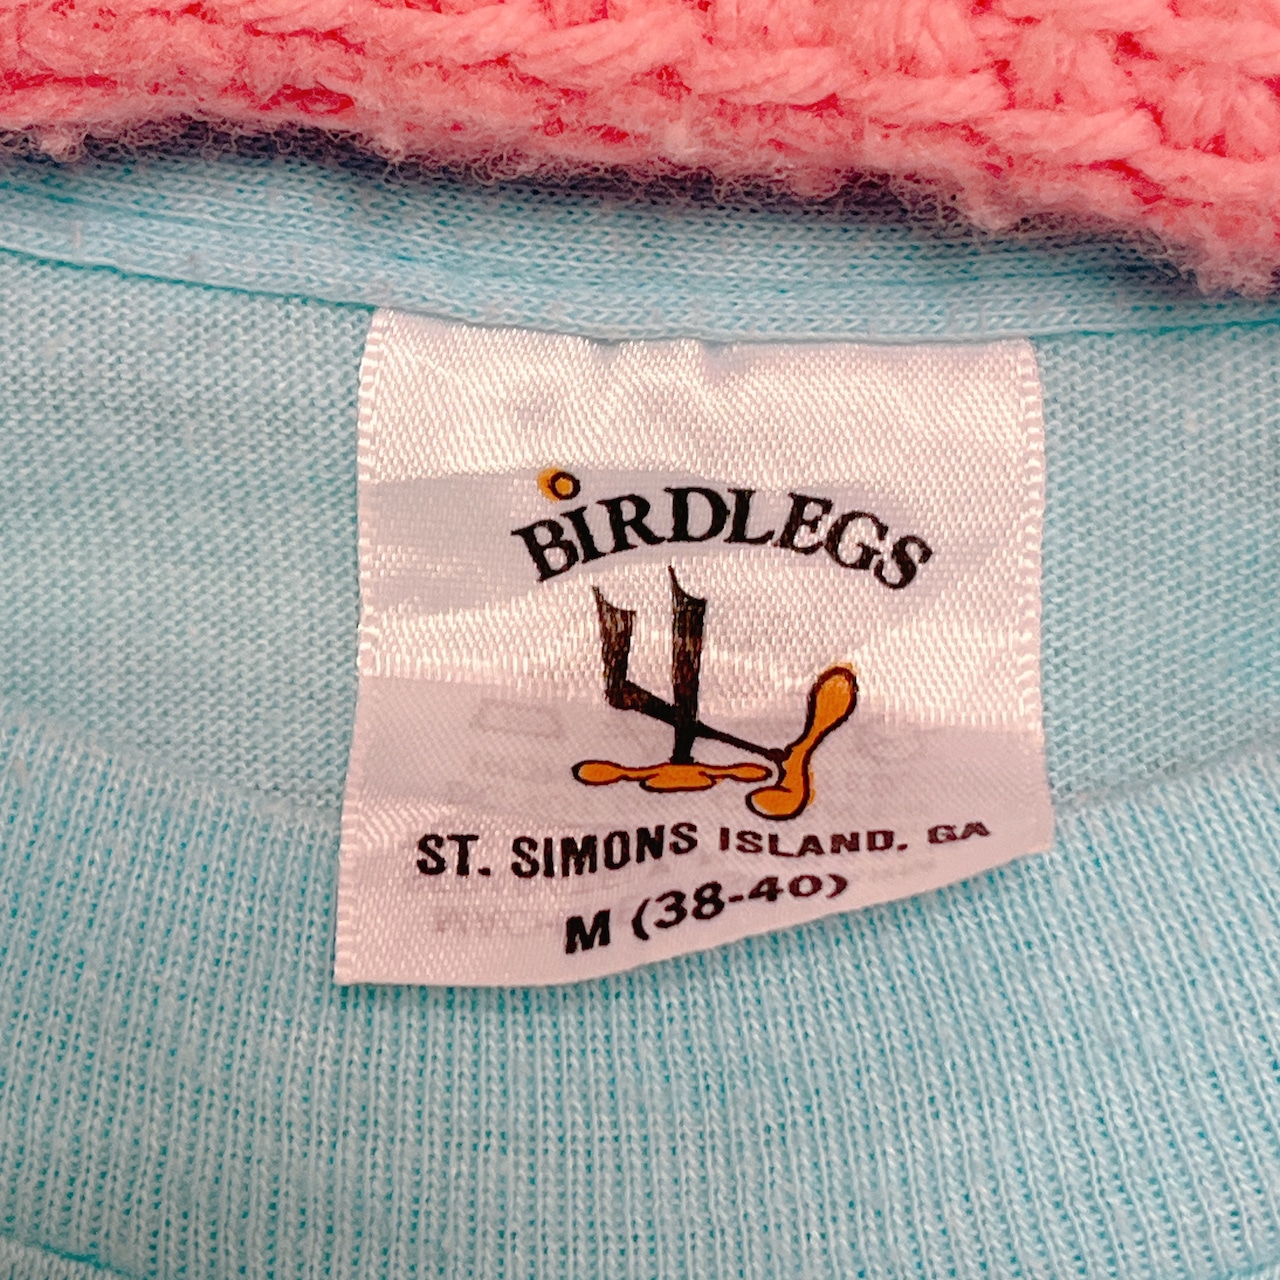 BiRDLEGS
ST. SIMONS ISLAND, GA
M (38-40)